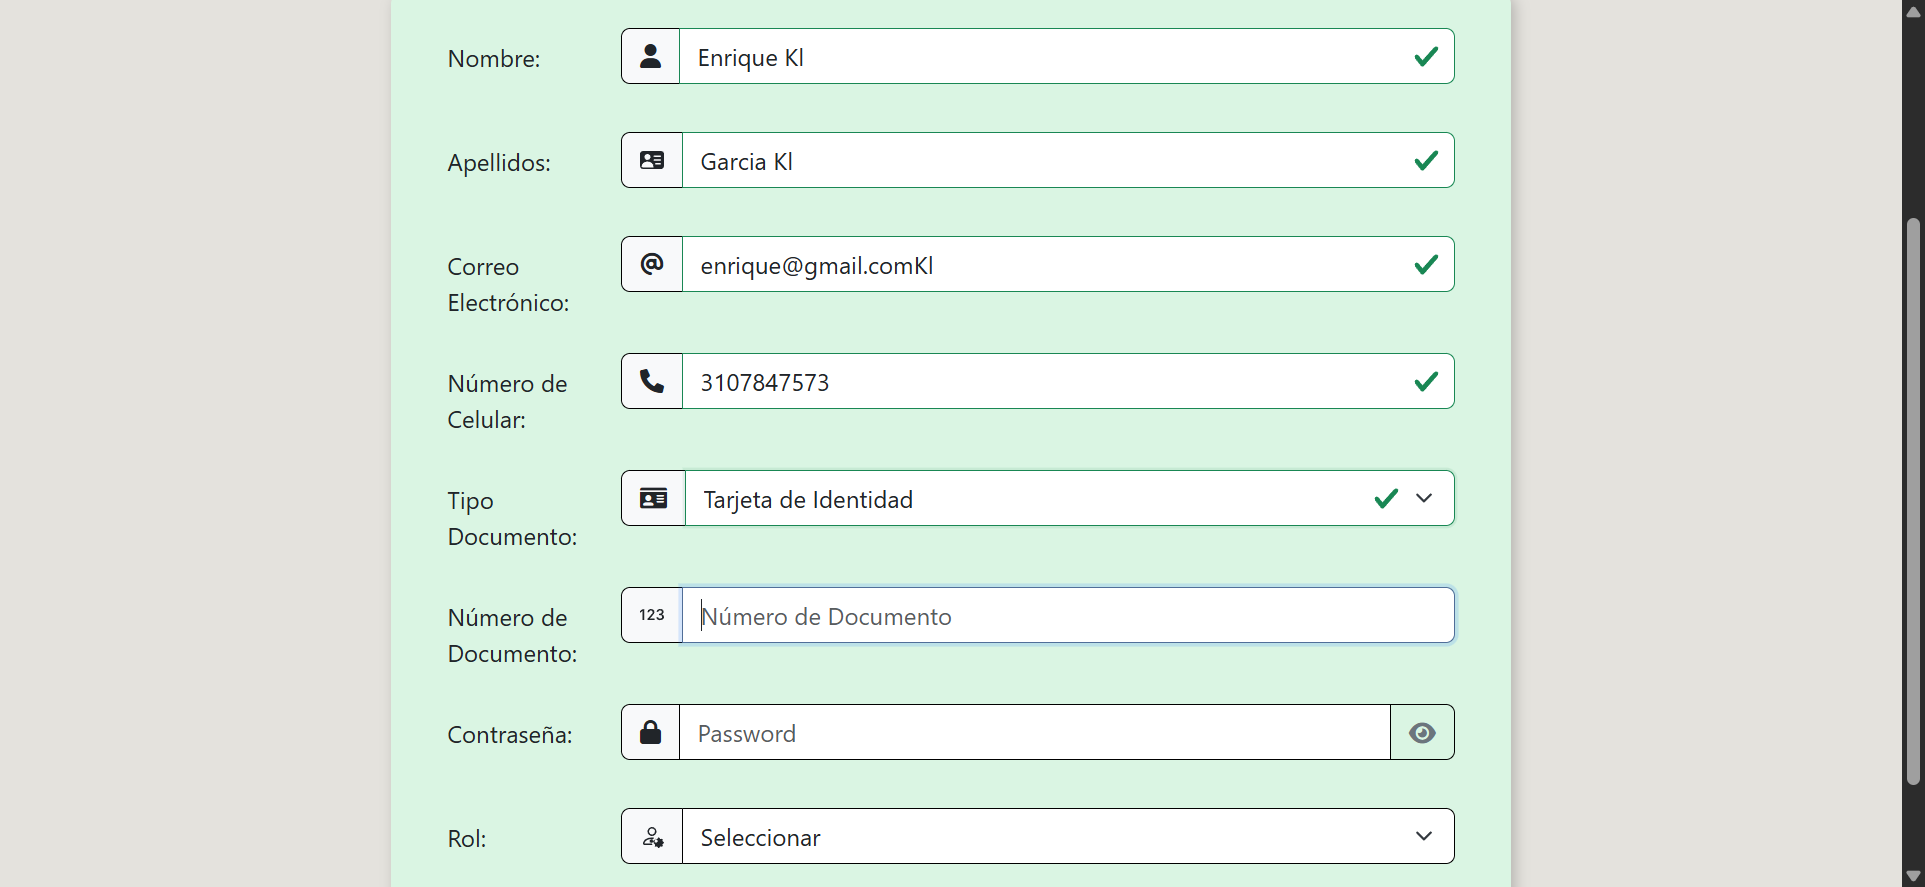 Nombre:
Enrique Kl
Apellidos:
Garcia Kl
Correo
Electrónico:
enrique@gmail.comKl
Número de
Celular:
3107847573
Tipo
Documento:
Tarjeta de Identidad
Número de
Documento:
123
Número de Documento
Contraseña:
Password
Rol:
Seleccionar